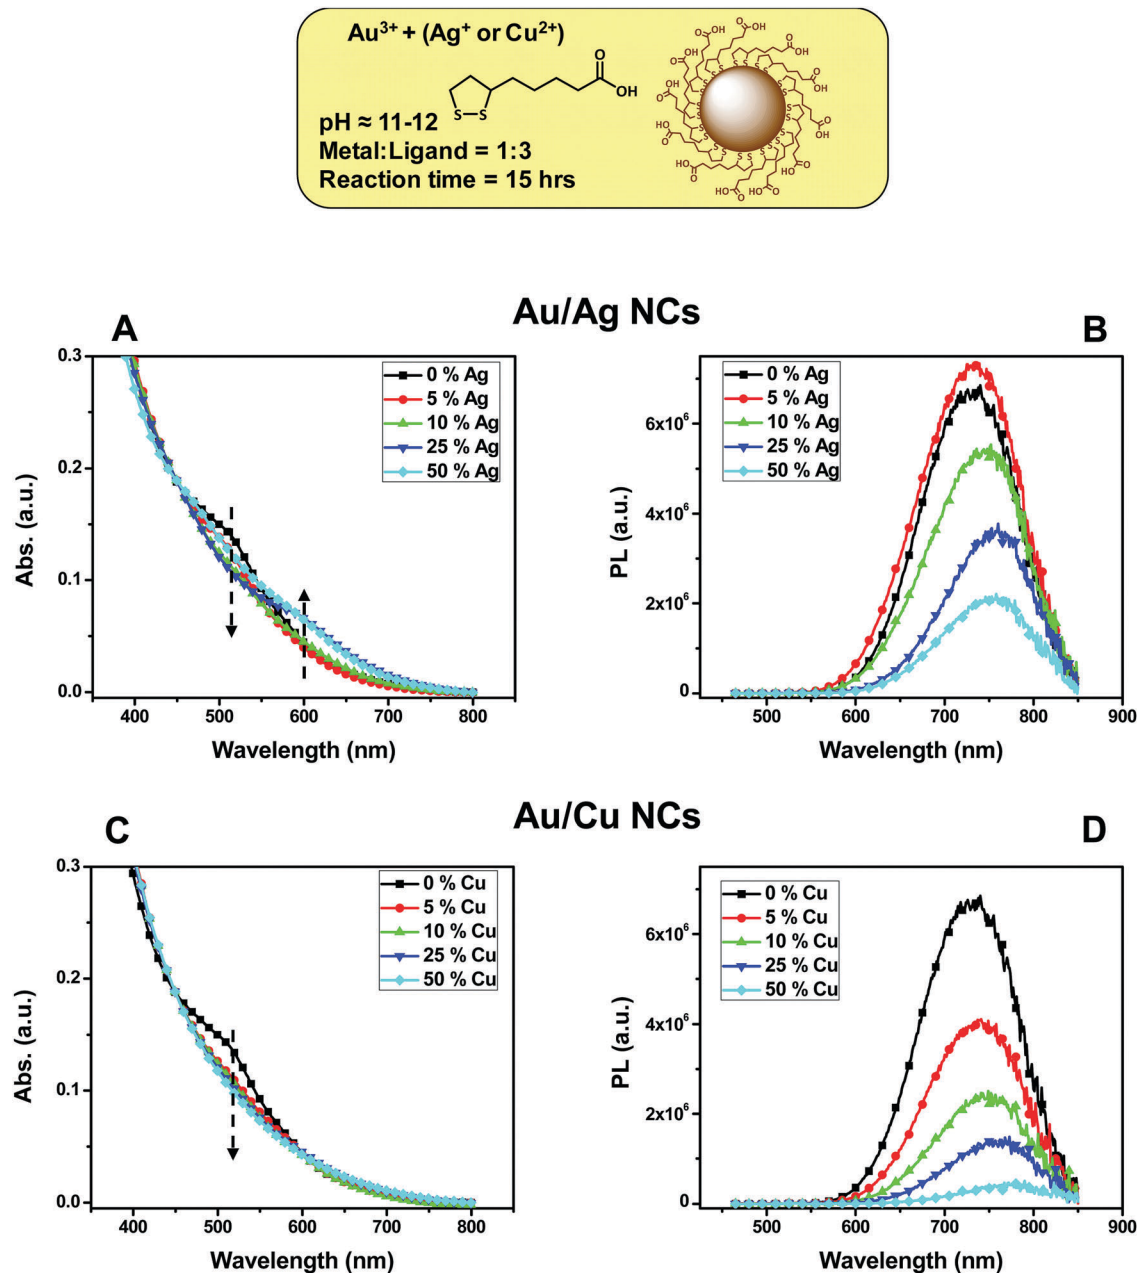 Au³⁺ + (Ag⁺ or Cu²⁺)
O
OH
S–S
pH ≈ 11-12
Metal:Ligand = 1:3
Reaction time = 15 hrs
Au/Ag NCs
A
0.3
0.2
0.1
0.0
Abs. (a.u.)
0 % Ag
5 % Ag
10 % Ag
25 % Ag
50 % Ag
400 500 600 700 800
Wavelength (nm)
B
6x10⁶
4x10⁶
2x10⁶
0
PL (a.u.)
0 % Ag
5 % Ag
10 % Ag
25 % Ag
50 % Ag
500 600 700 800 900
Wavelength (nm)
Au/Cu NCs
C
0.3
0.2
0.1
0.0
Abs. (a.u.)
0 % Cu
5 % Cu
10 % Cu
25 % Cu
50 % Cu
400 500 600 700 800
Wavelength (nm)
D
6x10⁶
4x10⁶
2x10⁶
0
PL (a.u.)
0 % Cu
5 % Cu
10 % Cu
25 % Cu
50 % Cu
500 600 700 800 900
Wavelength (nm)